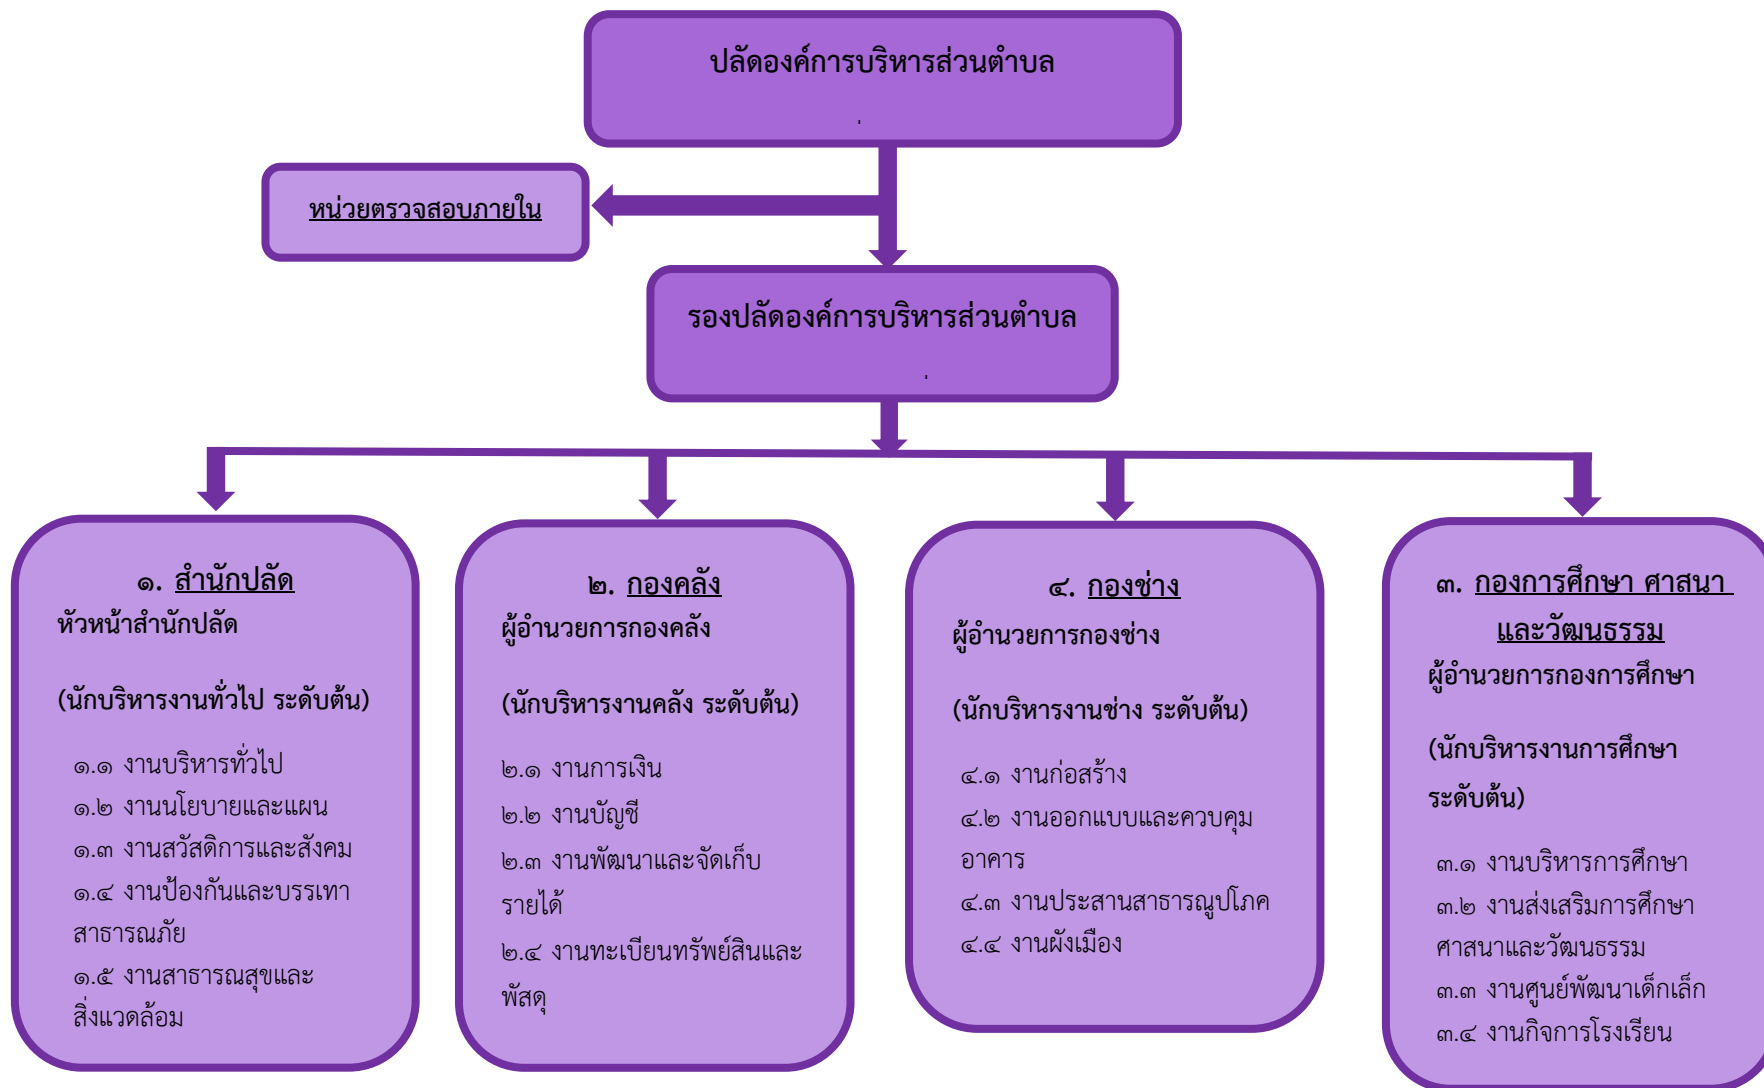 ปลัดองค์การบริหารส่วนตำบล
หน่วยตรวจสอบภายใน
รองปลัดองค์การบริหารส่วนตำบล
๑. สำนักปลัด
หัวหน้าสำนักปลัด
(นักบริหารงานทั่วไป ระดับต้น)
๑.๑ งานบริหารทั่วไป
๑.๒ งานนโยบายและแผน
๑.๓ งานสวัสดิการและสังคม
๑.๔ งานป้องกันและบรรเทา
สาธารณภัย
๑.๕ งานสาธารณสุขและ
สิ่งแวดล้อม
๒. กองคลัง
ผู้อำนวยการกองคลัง
(นักบริหารงานคลัง ระดับต้น)
๒.๑ งานการเงิน
๒.๒ งานบัญชี
๒.๓ งานพัฒนาและจัดเก็บ
รายได้
๒.๔ งานทะเบียนทรัพย์สินและ
พัสดุ
๔. กองช่าง
ผู้อำนวยการกองช่าง
(นักบริหารงานช่าง ระดับต้น)
๔.๑ งานก่อสร้าง
๔.๒ งานออกแบบและควบคุม
อาคาร
๔.๓ งานประสานสาธารณูปโภค
๔.๔ งานผังเมือง
๓. กองการศึกษา ศาสนา
และวัฒนธรรม
ผู้อำนวยการกองการศึกษา
(นักบริหารงานการศึกษา
ระดับต้น)
๓.๑ งานบริหารการศึกษา
๓.๒ งานส่งเสริมการศึกษา
ศาสนาและวัฒนธรรม
๓.๓ งานศูนย์พัฒนาเด็กเล็ก
๓.๔ งานกิจการโรงเรียน